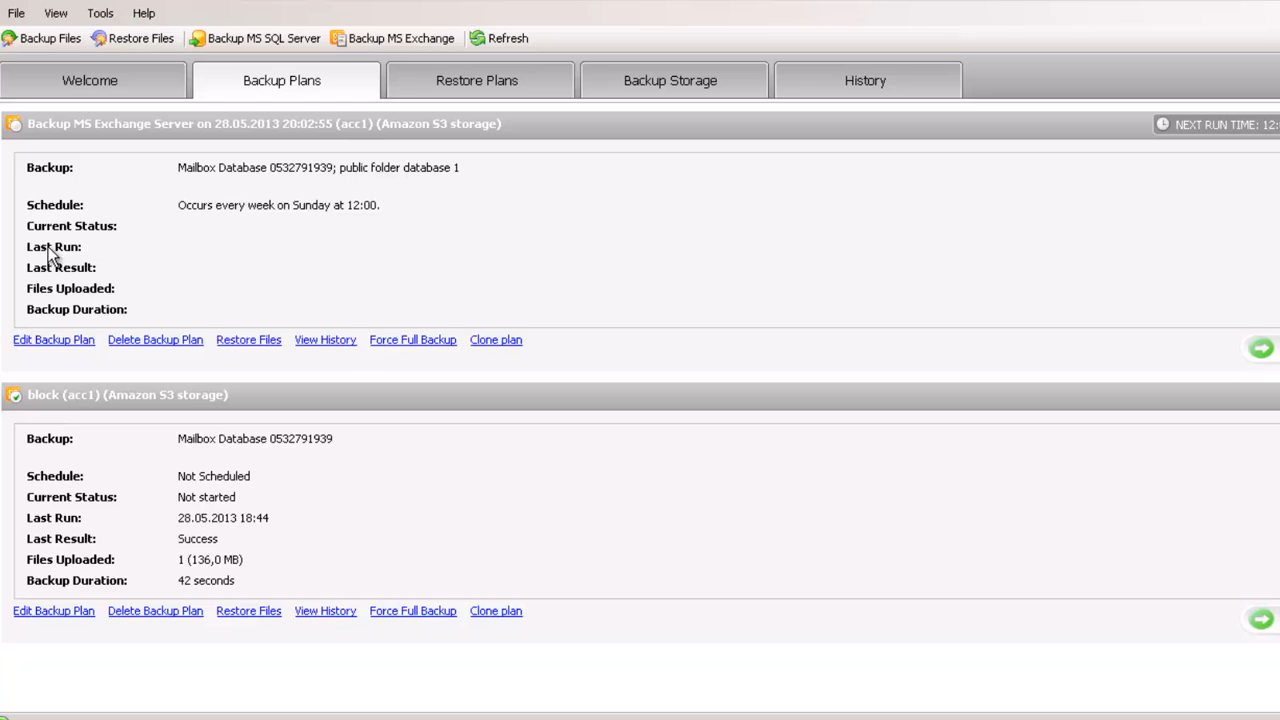 File View Tools Help
Backup Files Restore Files Backup MS SQL Server Backup MS Exchange Refresh
Welcome Backup Plans Restore Plans Backup Storage History
Backup MS Exchange Server on 28.05.2013 20:02:55 (acc1) (Amazon S3 storage) NEXT RUN TIME: 12:
Backup: Mailbox Database 0532791939; public folder database 1
Schedule: Occurs every week on Sunday at 12:00.
Current Status:
Last Run:
Last Result:
Files Uploaded:
Backup Duration:
Edit Backup Plan Delete Backup Plan Restore Files View History Force Full Backup Clone plan
block (acc1) (Amazon S3 storage)
Backup: Mailbox Database 0532791939
Schedule: Not Scheduled
Current Status: Not started
Last Run: 28.05.2013 18:44
Last Result: Success
Files Uploaded: 1 (136,0 MB)
Backup Duration: 42 seconds
Edit Backup Plan Delete Backup Plan Restore Files View History Force Full Backup Clone plan